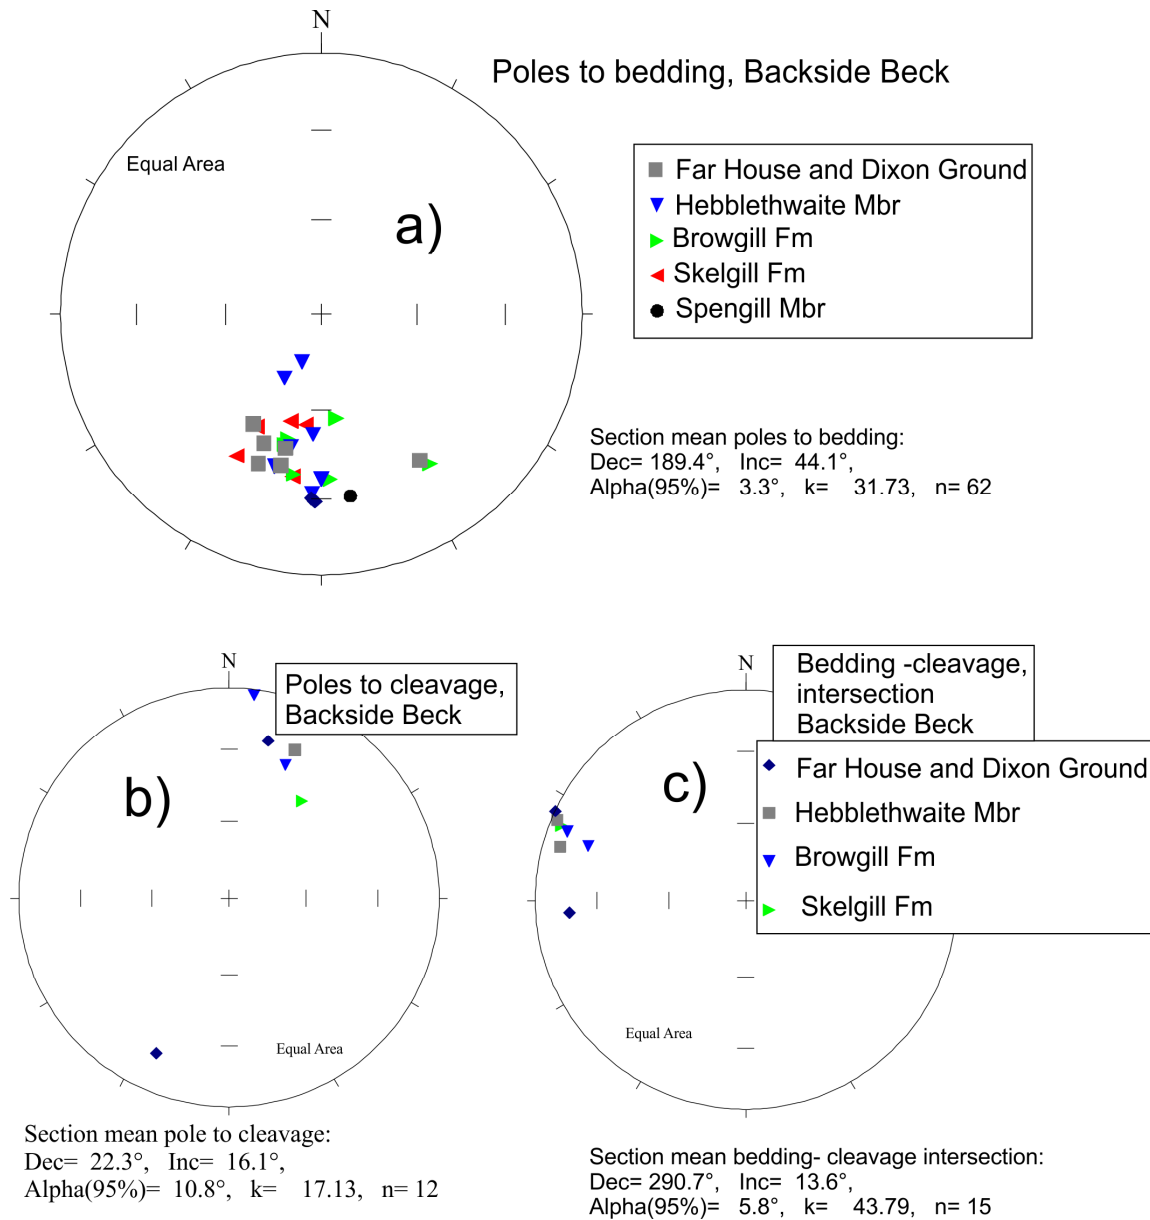 N
Poles to bedding, Backside Beck
Equal Area
a)
Far House and Dixon Ground
Hebblethwaite Mbr
Browgill Fm
Skelgill Fm
Spengill Mbr
Section mean poles to bedding:
Dec= 189.4°, Inc= 44.1°,
Alpha(95%)= 3.3°, k= 31.73, n= 62
N
Poles to cleavage,
Backside Beck
b)
Equal Area
Section mean pole to cleavage:
Dec= 22.3°, Inc= 16.1°,
Alpha(95%)= 10.8°, k= 17.13, n= 12
N
Bedding -cleavage,
intersection
Backside Beck
c)
Far House and Dixon Ground
Hebblethwaite Mbr
Browgill Fm
Skelgill Fm
Equal Area
Section mean bedding- cleavage intersection:
Dec= 290.7°, Inc= 13.6°,
Alpha(95%)= 5.8°, k= 43.79, n= 15